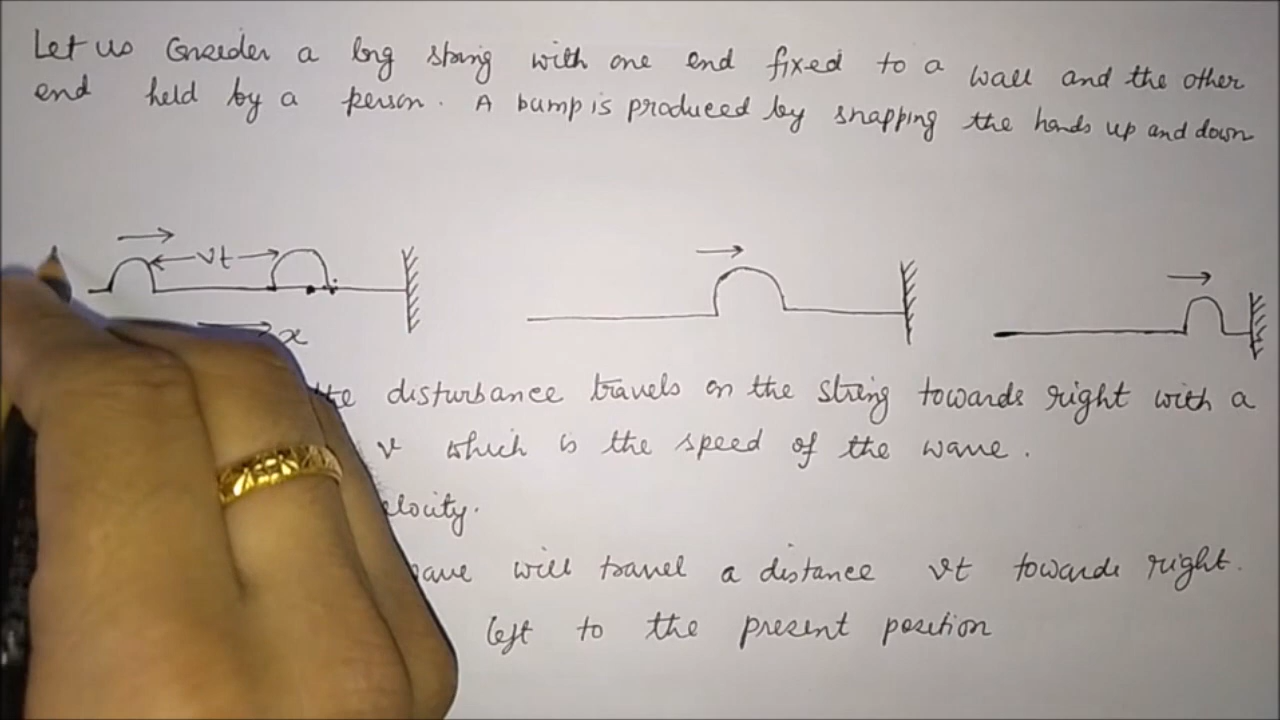 Let us Consider a long string with one end fixed to a wall and the other
end held by a person. A bump is produced by snapping the hands up and down
vt
x
the disturbance travels on the string towards right with a
v which is the speed of the wave.
elocity.
ave will travel a distance vt towards right.
left to the present position